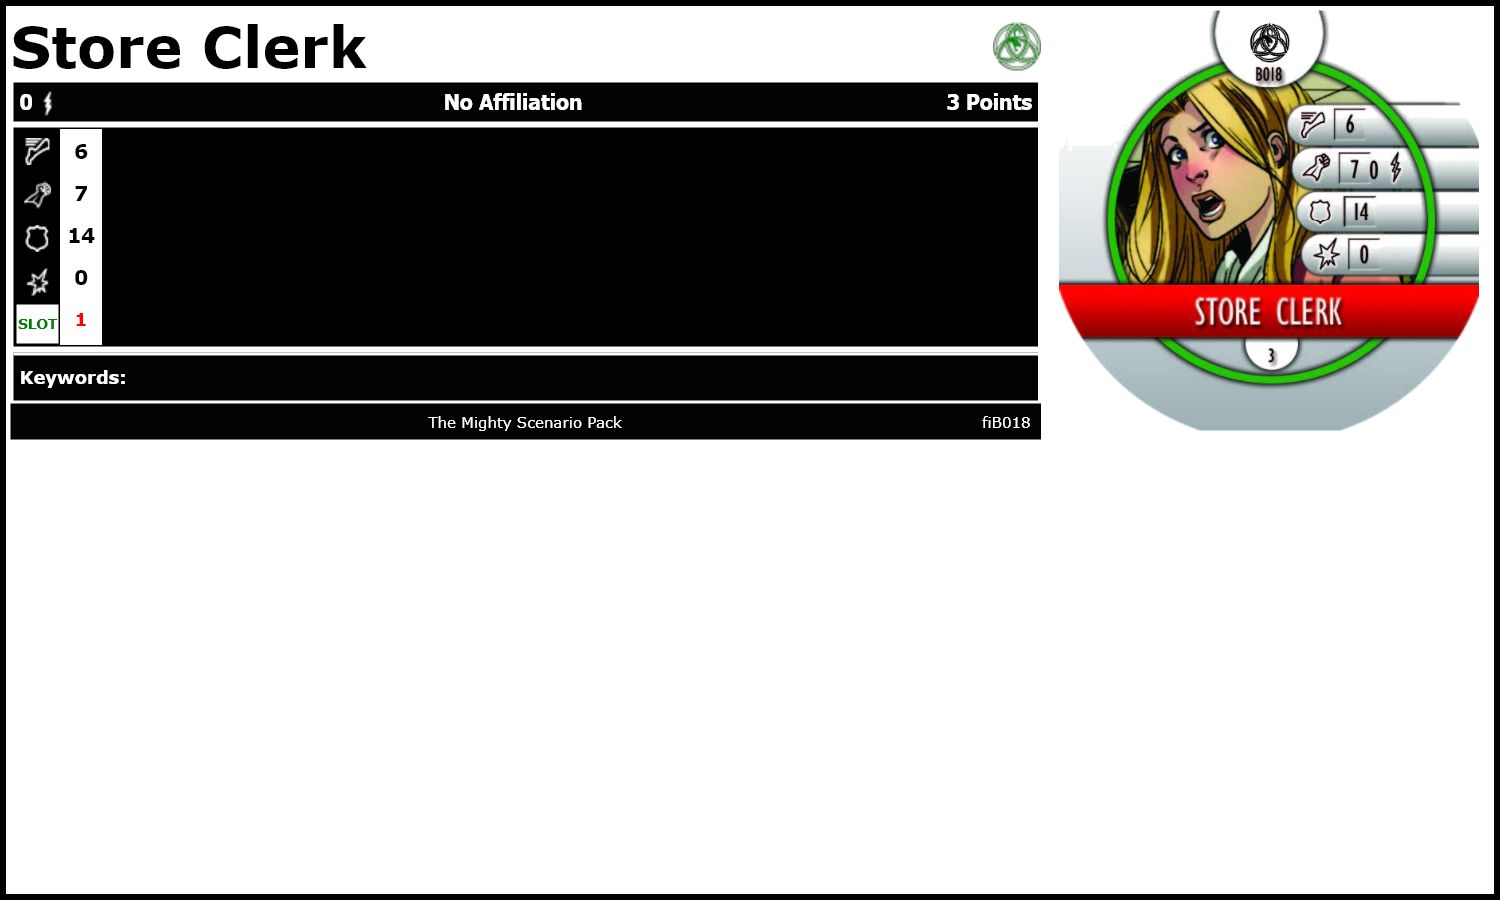 Store Clerk
0 No Affiliation 3 Points
6
7
14
0
SLOT 1
Keywords:
The Mighty Scenario Pack fiB018
B018
6
7 0
14
0
STORE CLERK
3